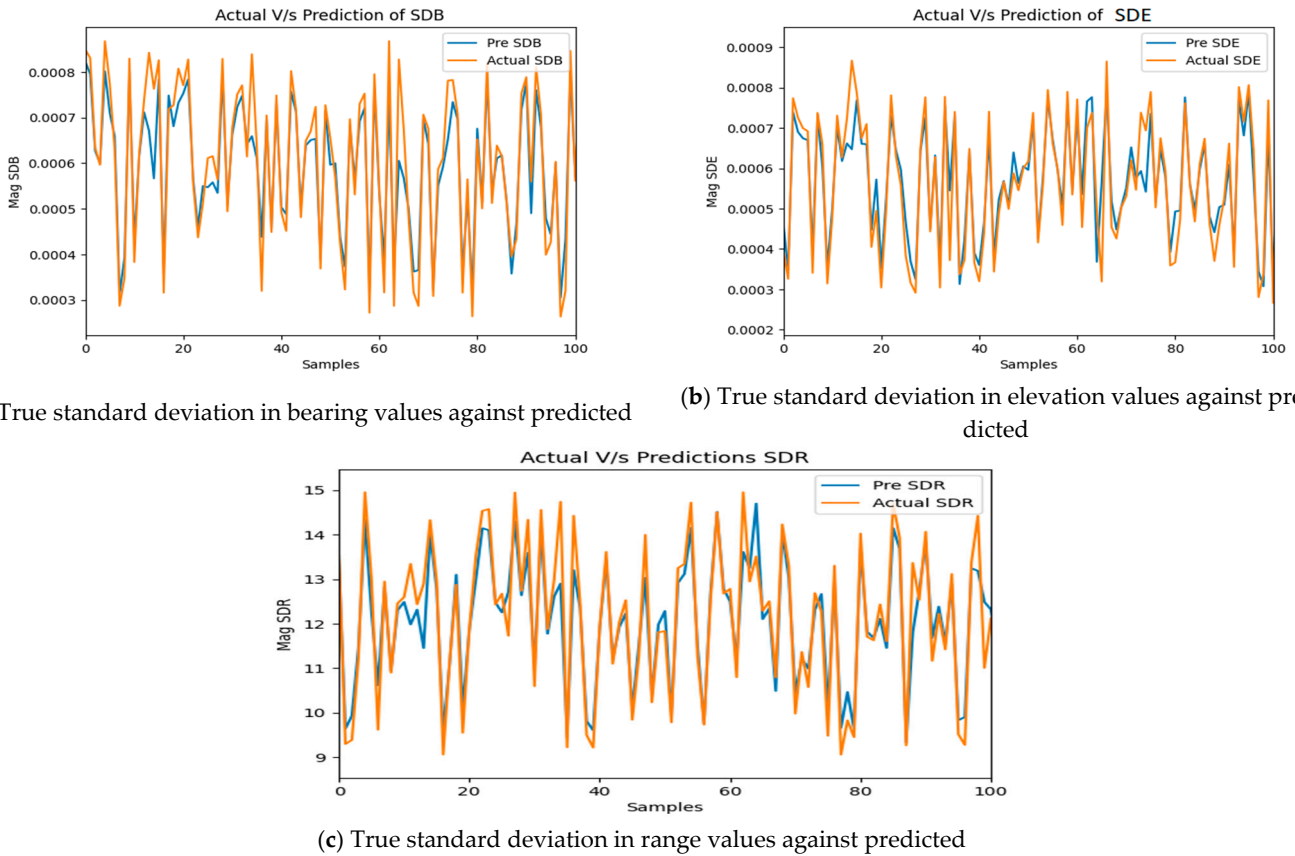 Actual V/s Prediction of SDB
Pre SDB
Actual SDB
Mag SDB
0.0008
0.0007
0.0006
0.0005
0.0004
0.0003
0 20 40 60 80 100
Samples
True standard deviation in bearing values against predicted
Actual V/s Prediction of SDE
Pre SDE
Actual SDE
Mag SDE
0.0009
0.0008
0.0007
0.0006
0.0005
0.0004
0.0003
0.0002
0 20 40 60 80 100
Samples
(b) True standard deviation in elevation values against pre
dicted
Actual V/s Predictions SDR
Pre SDR
Actual SDR
Mag SDR
15
14
13
12
11
10
9
0 20 40 60 80 100
Samples
(c) True standard deviation in range values against predicted